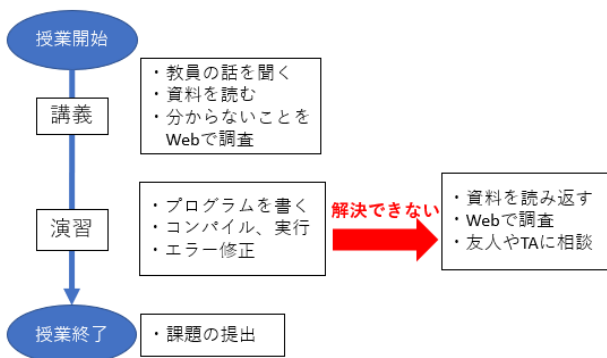 授業開始
・教員の話を聞く
・資料を読む
・分からないことを
Webで調査
講義
・プログラムを書く
・コンパイル、実行
・エラー修正
演習
解決できない
・資料を読み返す
・Webで調査
・友人やTAに相談
授業終了
・課題の提出